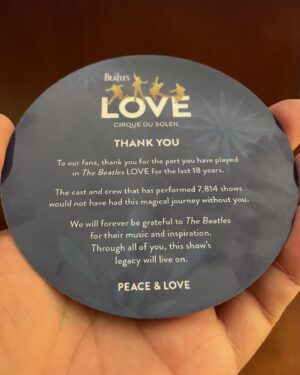 The BEATLES
LOVE
CIRQUE DU SOLEIL
THANK YOU
To our fans, thank you for the part you have played
in The Beatles LOVE for the last 18 years.
The cast and crew that has performed 7,814 shows
would not have had this magical journey without you.
We will forever be grateful to The Beatles
for their music and inspiration.
Through all of you, this show's
legacy will live on.
PEACE & LOVE